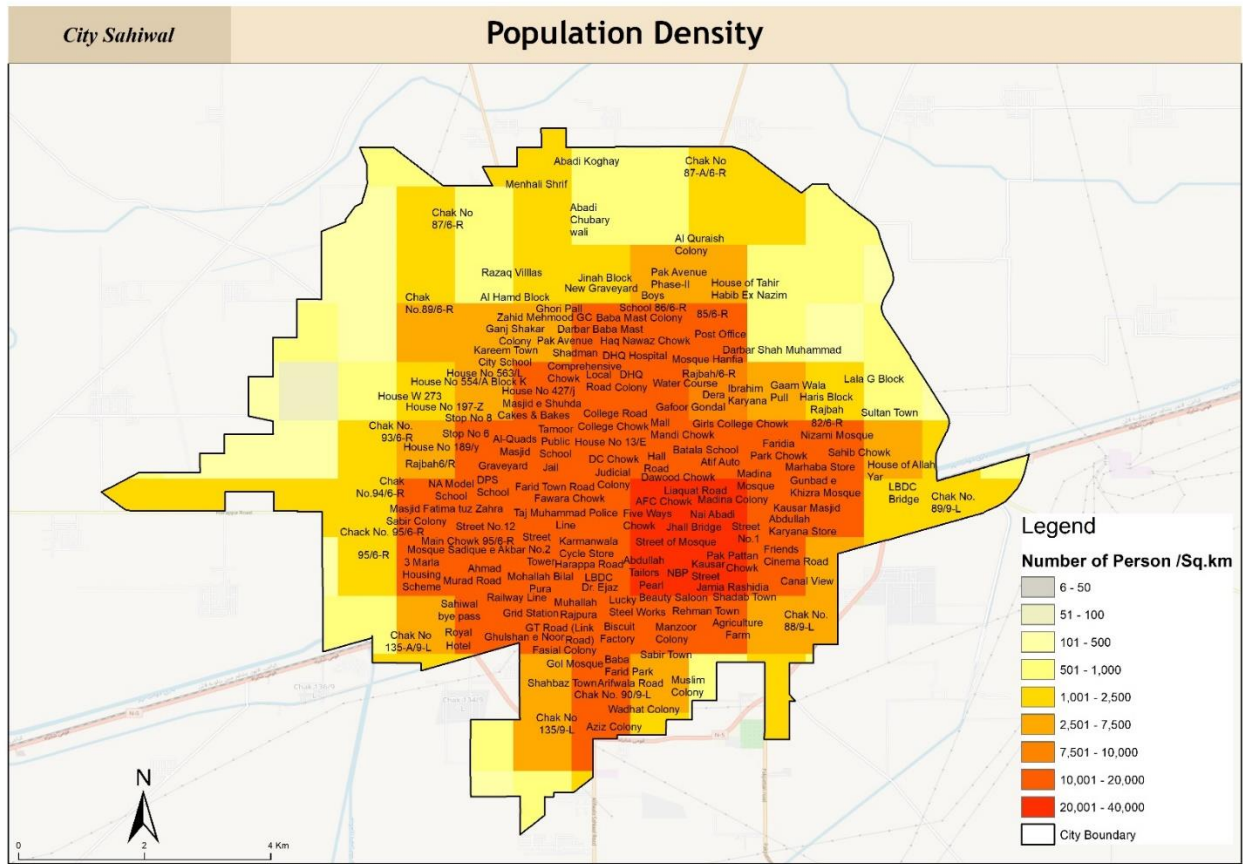 City Sahiwal
Population Density
Abadi Koghay
Chak No
87-A/6-R
Menhali Shrif
Chak No
87/6-R
Abadi
Chubary
wali
Al Quraish
Colony
Razaq Villlas
Jinah Block
New Graveyard
Pak Avenue
Phase-II
House of Tahir
Habib Ex Nazim
Chak
No.89/6-R
Al Hamd Block
Ghori Pall
Boys
School 86/6-R
85/6-R
Zahid Mehmood GC
Baba Mast Colony
Ganj Shakar
Colony
Darbar Baba Mast
Pak Avenue
Haq Nawaz Chowk
Post Office
Kareem Town
Shadman
DHQ Hospital
Mosque Hanfia
Darbar Shah Muhammad
City School
Comprehensive
Chowk
House No 563/L
Local
DHQ
Road Colony
Rajbah/6-R
House No 554/A Block K
House No 427/j
Water Course
Dera
Ibrahim
Karyana
Gaam Wala
Pull
Lala G Block
House W 273
Masjid e Shuhda
Haris Block
House No 197-Z
Cakes & Bakes
College Road
Gafoor Gondal
Rajbah
82/6-R
Sultan Town
Stop No 8
Chak No.
93/6-R
Stop No 6
Tamoor
College Chowk
Mall
Girls College Chowk
Nizami Mosque
Al-Quads
Masjid
Public
School
House No 13/E
Mandi Chowk
Faridia
Park Chowk
House No 189/y
Hall
Road
Batala School
Sahib Chowk
Rajbah6/R
Graveyard
Jail
DC Chowk
Atif Auto
Marhaba Store
House of Allah
Yar
Judicial
Colony
Dawood Chowk
Madina
Mosque
Gunbad e
Khizra Mosque
Chak
No.94/6-R
NA Model
School
DPS
School
Farid Town Road
Liaquat Road
LBDC
Bridge
Chak No.
89/9-L
Fawara Chowk
AFC Chowk
Madina Colony
Masjid Fatima tuz Zahra
Taj Muhammad
Police
Line
Five Ways
Chowk
Nai Abadi
Kausar Masjid
Sabir Colony
Abdullah
Karyana Store
Chack No. 95/6-R
Street No.12
Jhall Bridge
Street
No.1
Main Chowk 95/6-R
Street
No.2
Karmanwala
Cycle Store
Street of Mosque
95/6-R
Mosque Sadique e Akbar
Friends
3 Marla
Housing
Scheme
Tower
Harappa Road
Abdullah
Tailors
Pak Pattan
Chowk
Cinema Road
Ahmad
Kausar
Street
Murad Road
Mohallah Bilal
Pura
LBDC
NBP
Dr. Ejaz
Pearl
Jamia Rashidia
Canal View
Railway Line
Lucky
Beauty Saloon
Shadab Town
Sahiwal
bye pass
Muhallah
Rajpura
Grid Station
Steel Works
Rehman Town
Chak No.
88/9-L
Chak No
135-A/9-L
Royal
Hotel
GT Road (Link
Road)
Biscuit
Factory
Manzoor
Colony
Agriculture
Farm
Ghulshan e Noor
Fasial Colony
Sabir Town
Gol Mosque
Baba
Farid Park
Shahbaz Town
Arifwala Road
Muslim
Colony
Chak No. 90/9-L
Wadhat Colony
Chak No
135/9-L
Aziz Colony
Legend
Number of Person /Sq.km
6 - 50
51 - 100
101 - 500
501 - 1,000
1,001 - 2,500
2,501 - 7,500
7,501 - 10,000
10,001 - 20,000
20,001 - 40,000
City Boundary
N
0 2 4 Km